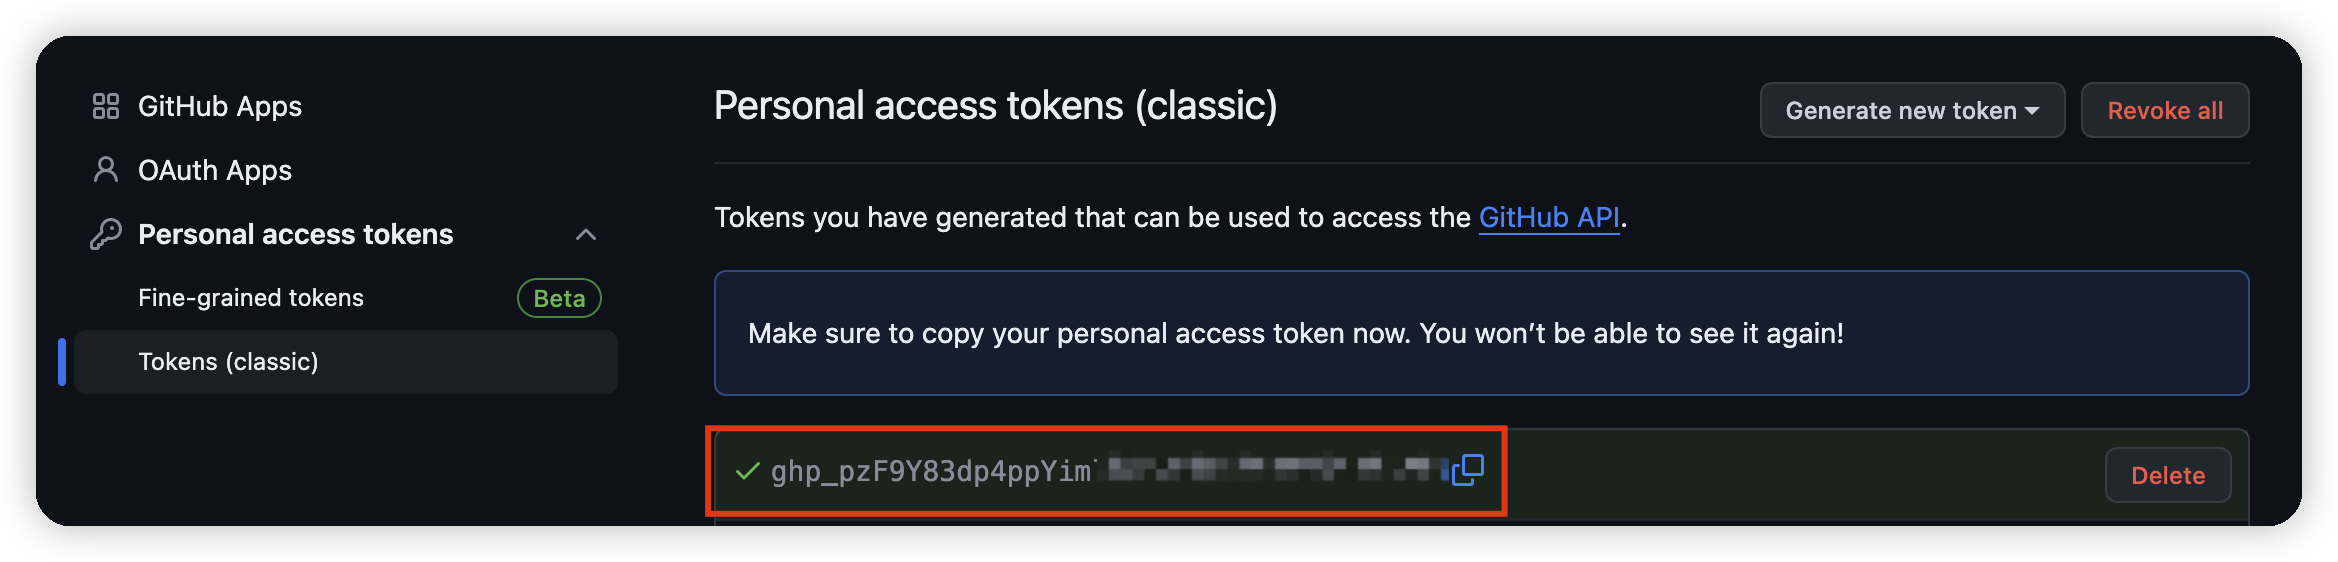 GitHub Apps
OAuth Apps
Personal access tokens
Fine-grained tokens Beta
Tokens (classic)
Personal access tokens (classic)
Generate new token
Revoke all
Tokens you have generated that can be used to access the GitHub API.
Make sure to copy your personal access token now. You won’t be able to see it again!
ghp_pzF9Y83dp4ppYim
Delete